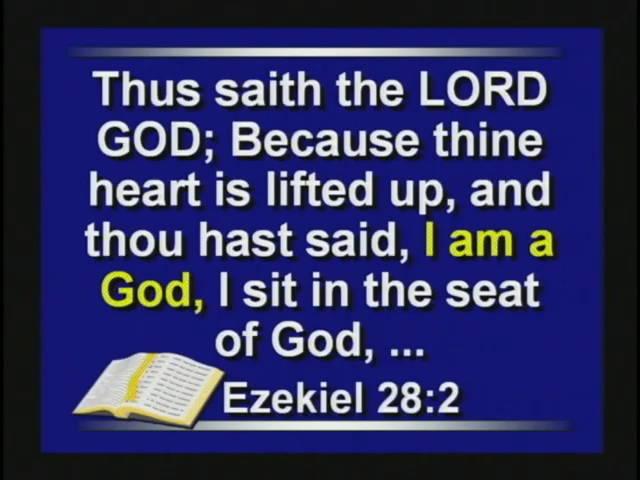 Thus saith the LORD
GOD; Because thine
heart is lifted up, and
thou hast said, I am a
God, I sit in the seat
of God, ...
Ezekiel 28:2